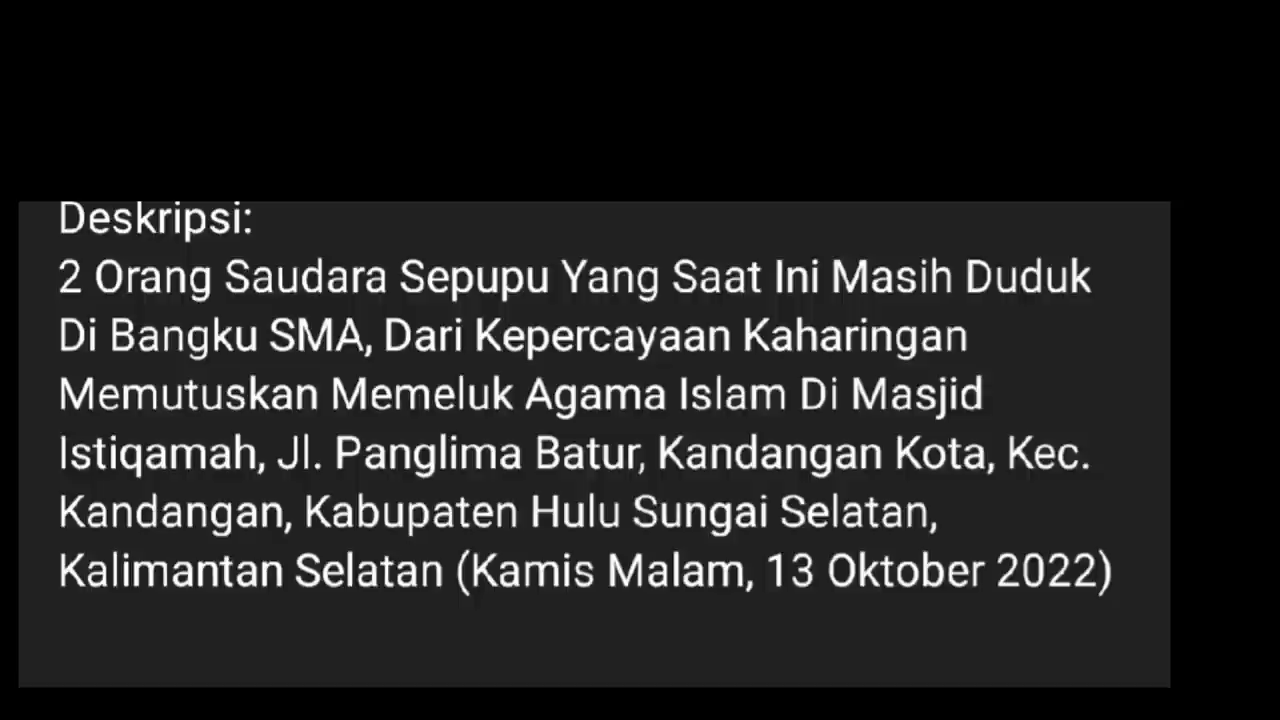 Deskripsi:
2 Orang Saudara Sepupu Yang Saat Ini Masih Duduk
Di Bangku SMA, Dari Kepercayaan Kaharingan
Memutuskan Memeluk Agama Islam Di Masjid
Istiqamah, Jl. Panglima Batur, Kandangan Kota, Kec.
Kandangan, Kabupaten Hulu Sungai Selatan,
Kalimantan Selatan (Kamis Malam, 13 Oktober 2022)